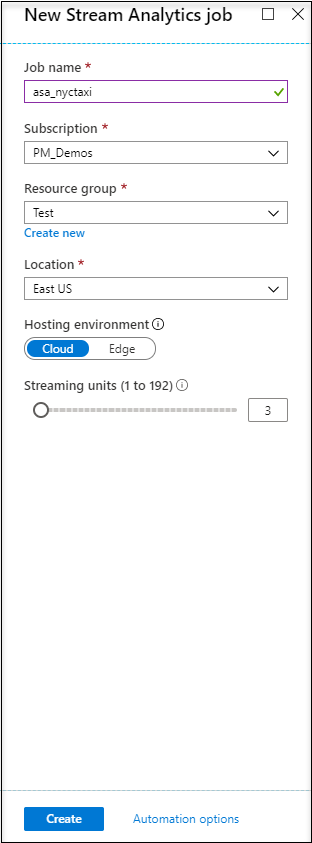 New Stream Analytics job
Job name *
asa_nyctaxi
Subscription *
PM_Demos
Resource group *
Test
Create new
Location *
East US
Hosting environment
Cloud Edge
Streaming units (1 to 192)
3
Create Automation options